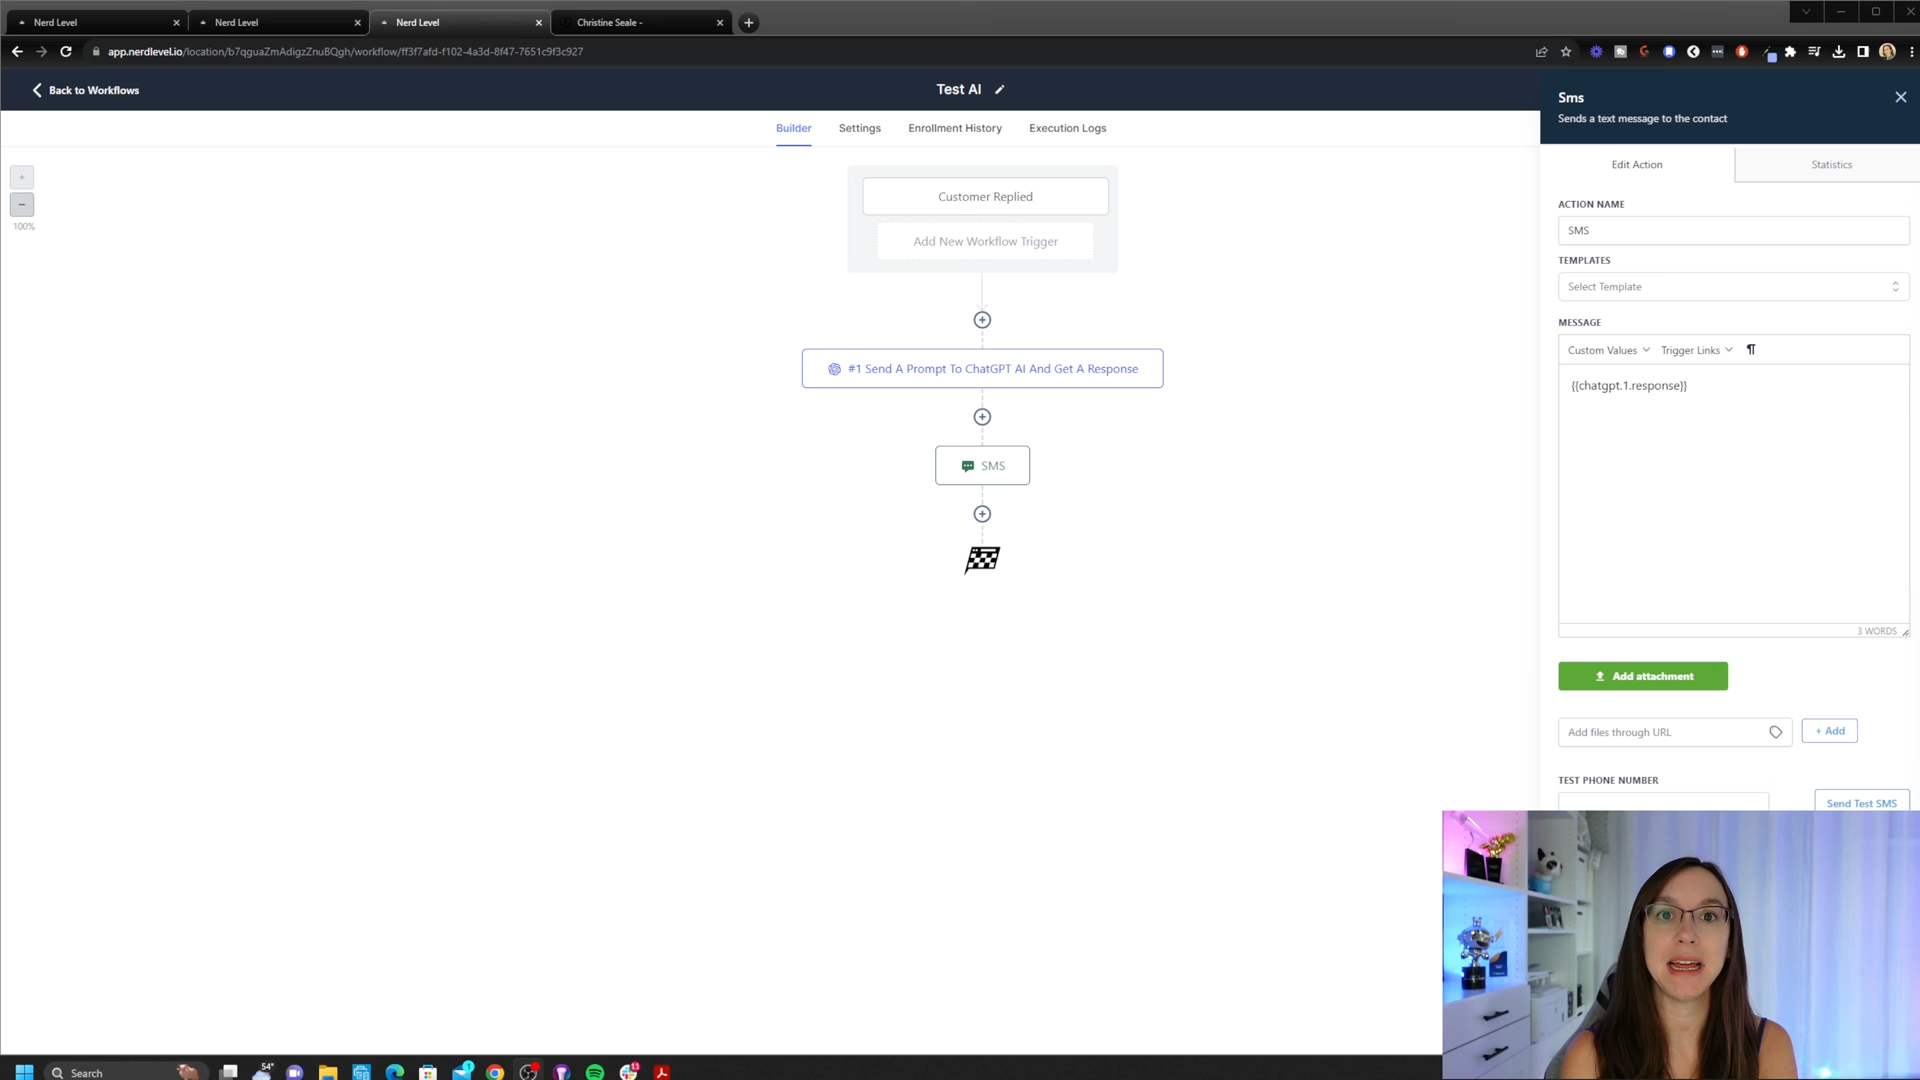 Nerd Level
Nerd Level
Nerd Level
Christine Seale -
app.nerdlevel.io/location/b7qguaZmAdigzZnuBQgh/workflow/ff3f7afd-f102-4a3d-8f47-7651c9f3c927
Back to Workflows
Test AI
Builder
Settings
Enrollment History
Execution Logs
100%
Customer Replied
Add New Workflow Trigger
#1 Send A Prompt To ChatGPT AI And Get A Response
SMS
Sms
Sends a text message to the contact
Edit Action
Statistics
ACTION NAME
SMS
TEMPLATES
Select Template
MESSAGE
Custom Values
Trigger Links
{{chatgpt.1.response}}
3 WORDS
Add attachment
Add files through URL
+ Add
TEST PHONE NUMBER
Send Test SMS
Search
54°
1
11